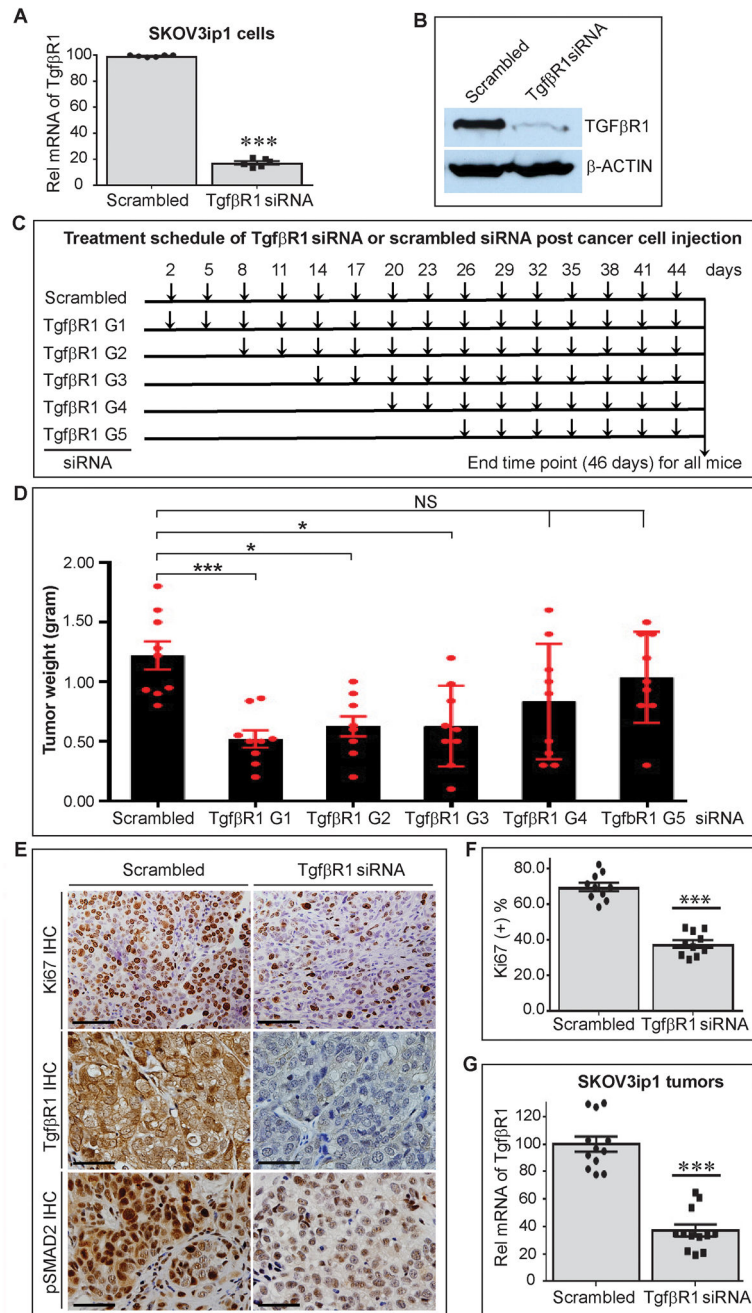 A
SKOV3ip1 cells
Rel mRNA of TgfβR1
100
80
60
40
20
0
***
Scrambled
TgfβR1 siRNA
B
Scrambled
TgfβR1siRNA
TGFβR1
β-ACTIN
C
Treatment schedule of TgfβR1 siRNA or scrambled siRNA post cancer cell injection
2 5 8 11 14 17 20 23 26 29 32 35 38 41 44 days
Scrambled
TgfβR1 G1
TgfβR1 G2
TgfβR1 G3
TgfβR1 G4
TgfβR1 G5
siRNA
End time point (46 days) for all mice
D
NS
*
*
***
Tumor weight (gram)
2.00
1.50
1.00
0.50
0.00
Scrambled TgfβR1 G1 TgfβR1 G2 TgfβR1 G3 TgfβR1 G4 TgfbR1 G5 siRNA
E
Scrambled
TgfβR1 siRNA
Ki67 IHC
TgfβR1 IHC
pSMAD2 IHC
F
Ki67 (+) %
80.0
60.0
40.0
20.0
0.0
***
Scrambled
TgfβR1 siRNA
G
SKOV3ip1 tumors
Rel mRNA of TgfβR1
120
100
80
60
40
20
0
***
Scrambled
TgfβR1 siRNA